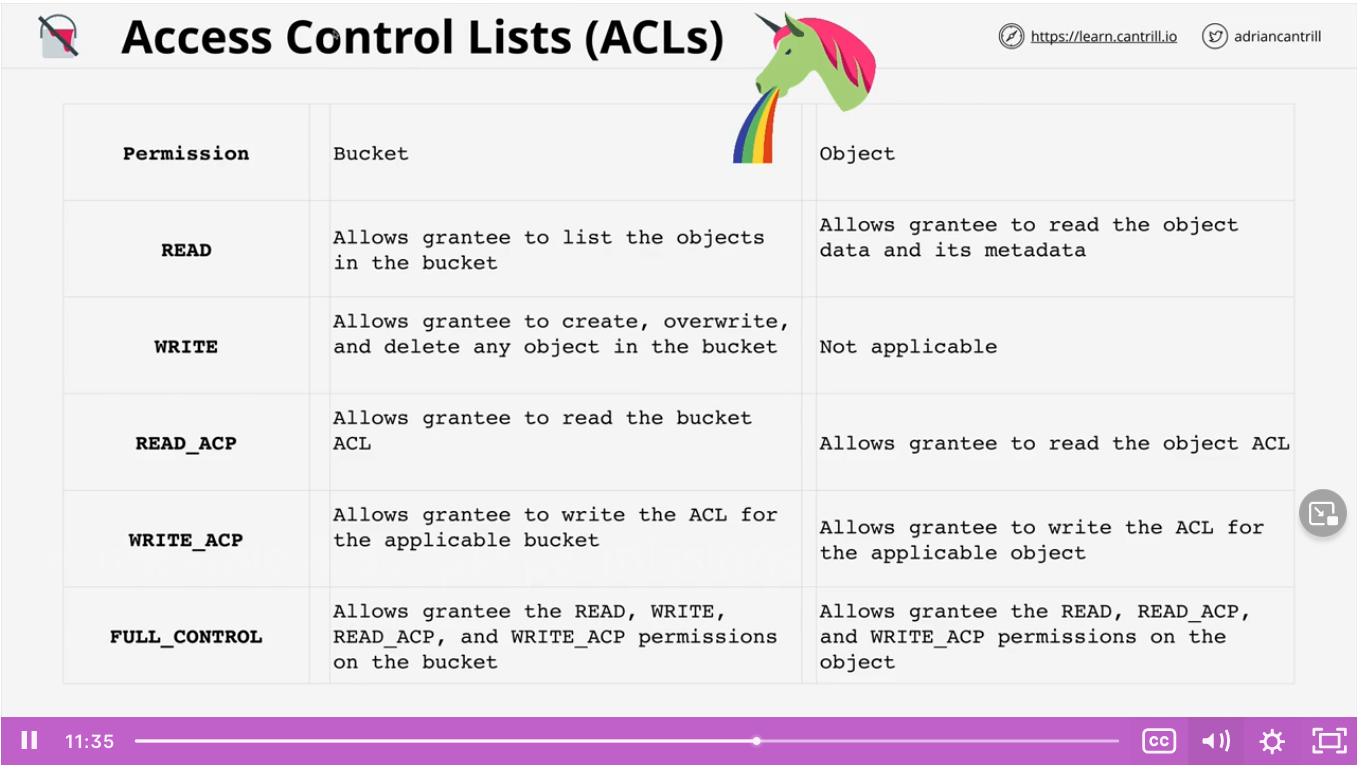 Access Control Lists (ACLs)
https://learn.cantrill.io
adriancantrill
Permission
Bucket
Object
READ
Allows grantee to list the objects
in the bucket
Allows grantee to read the object
data and its metadata
WRITE
Allows grantee to create, overwrite,
and delete any object in the bucket
Not applicable
READ_ACP
Allows grantee to read the bucket
ACL
Allows grantee to read the object ACL
WRITE_ACP
Allows grantee to write the ACL for
the applicable bucket
Allows grantee to write the ACL for
the applicable object
FULL_CONTROL
Allows grantee the READ, WRITE,
READ_ACP, and WRITE_ACP permissions
on the bucket
Allows grantee the READ, READ_ACP,
and WRITE_ACP permissions on the
object
11:35
CC